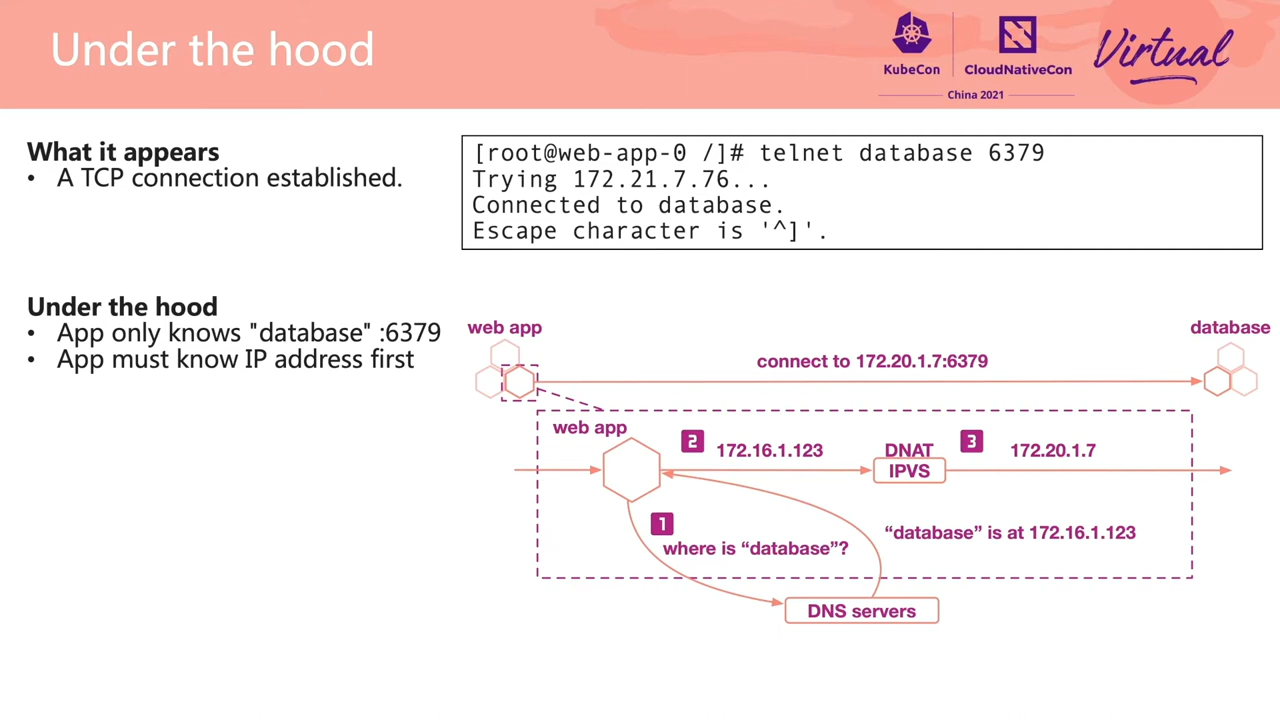 Under the hood
KubeCon
CloudNativeCon
China 2021
Virtual
What it appears
• A TCP connection established.
[root@web-app-0 /]# telnet database 6379
Trying 172.21.7.76...
Connected to database.
Escape character is '^]'.
Under the hood
• App only knows "database" :6379
• App must know IP address first
web app
database
connect to 172.20.1.7:6379
web app
2
172.16.1.123
DNAT
IPVS
3
172.20.1.7
1
where is “database”?
“database” is at 172.16.1.123
DNS servers